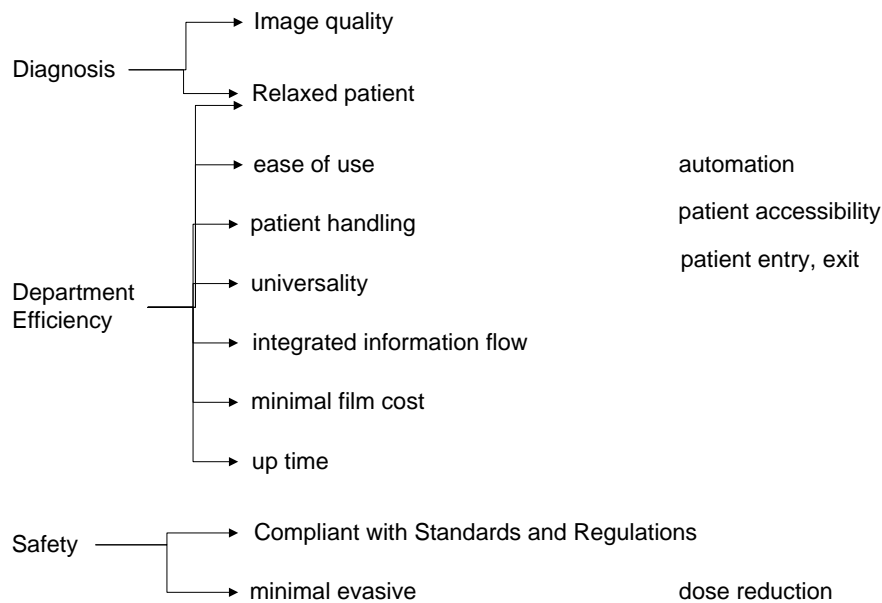 Image quality
Diagnosis
Relaxed patient
ease of use
automation
patient handling
patient accessibility
patient entry, exit
universality
Department
Efficiency
integrated information flow
minimal film cost
up time
Compliant with Standards and Regulations
Safety
minimal evasive
dose reduction